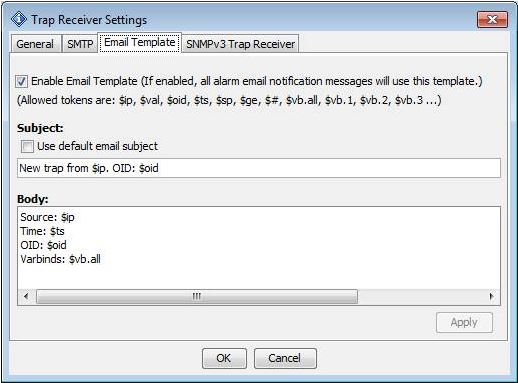 Trap Receiver Settings
General SMTP Email Template SNMPv3 Trap Receiver
Enable Email Template (If enabled, all alarm email notification messages will use this template.)
(Allowed tokens are: $ip, $val, $oid, $ts, $sp, $ge, $#, $vb.all, $vb.1, $vb.2, $vb.3 ...)
Subject:
Use default email subject
New trap from $ip. OID: $oid
Body:
Source: $ip
Time: $ts
OID: $oid
Varbinds: $vb.all
Apply
OK Cancel